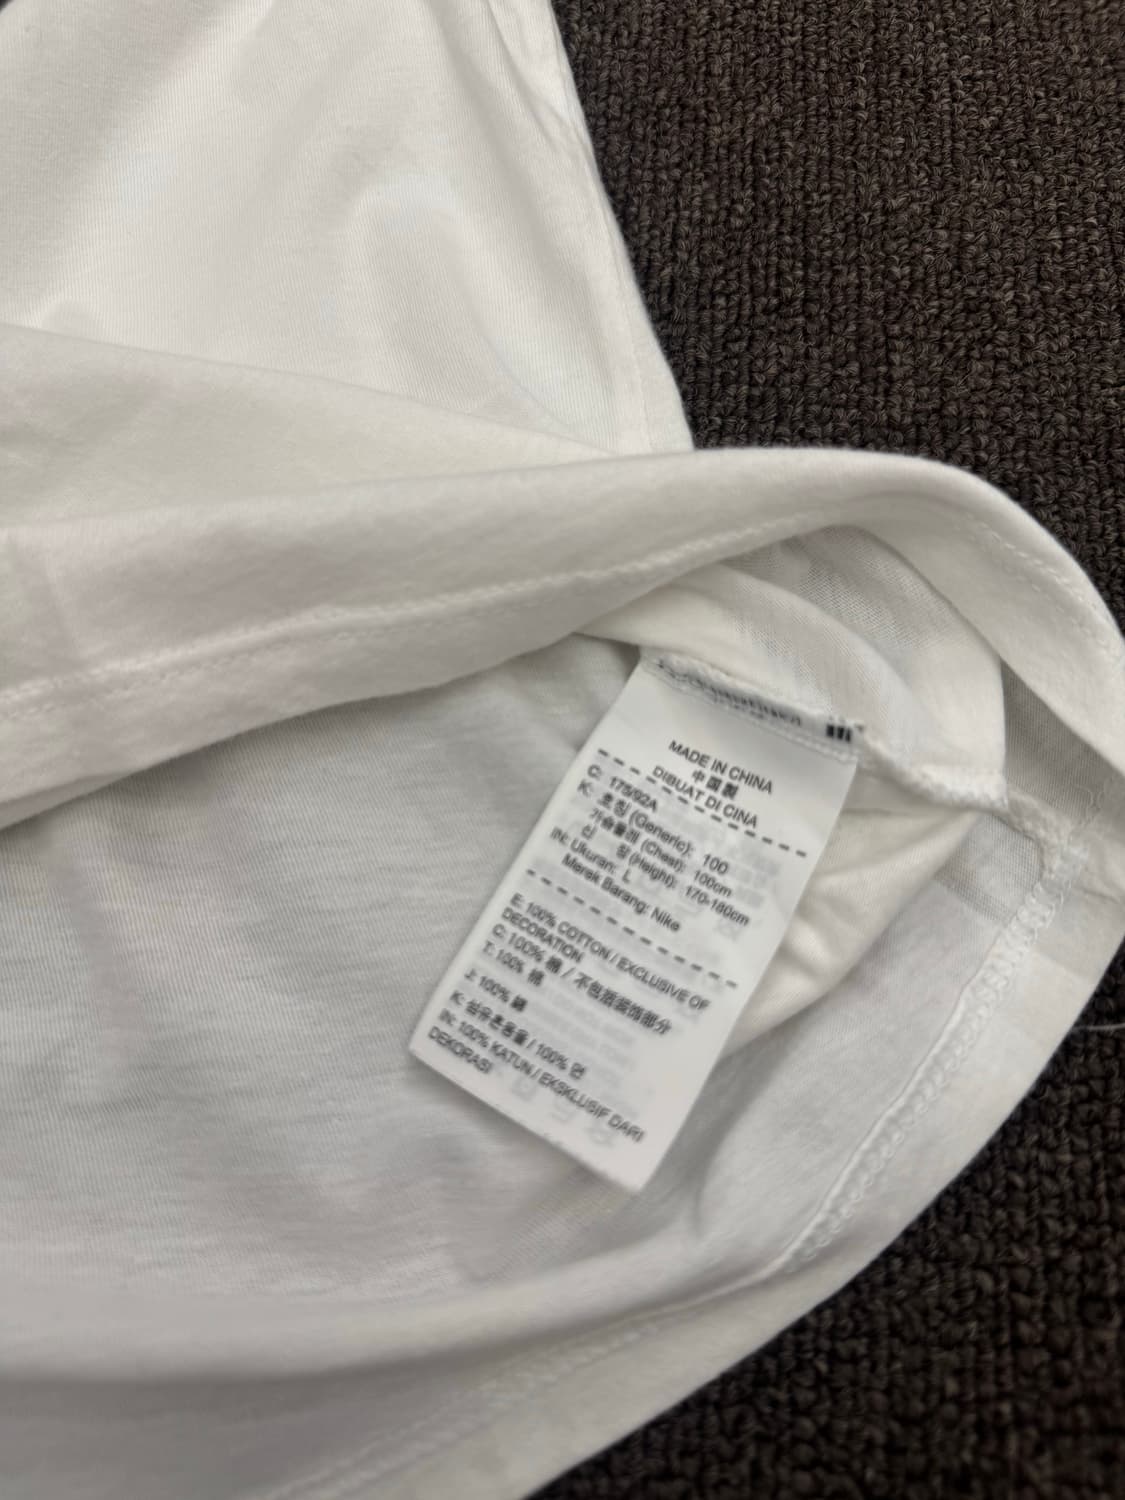 MADE IN CHINA
中国製
DIBUAT DI CINA
C: 175/92A
K: 호칭 (Generic): 100
가슴둘레 (Chest): 100cm
신 장 (Height): 170-180cm
IN: Ukuran: L
Merek Barang: Nike
E: 100% COTTON / EXCLUSIVE OF
DECORATION
C: 100% 棉 / 不包括装饰部分
T: 100% 棉
J: 100% 綿
K: 섬유혼용율 / 100% 면
IN: 100% KATUN / EKSKLUSIF DARI
DEKORASI